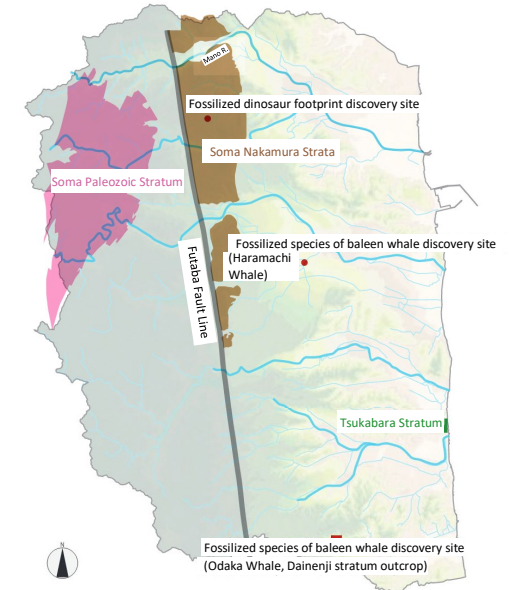 Mano R.
Fossilized dinosaur footprint discovery site
Soma Nakamura Strata
Soma Paleozoic Stratum
Fossilized species of baleen whale discovery site
(Haramachi
Whale)
Futaba Fault Line
Tsukabara Stratum
Fossilized species of baleen whale discovery site
(Odaka Whale, Dainenji stratum outcrop)
N